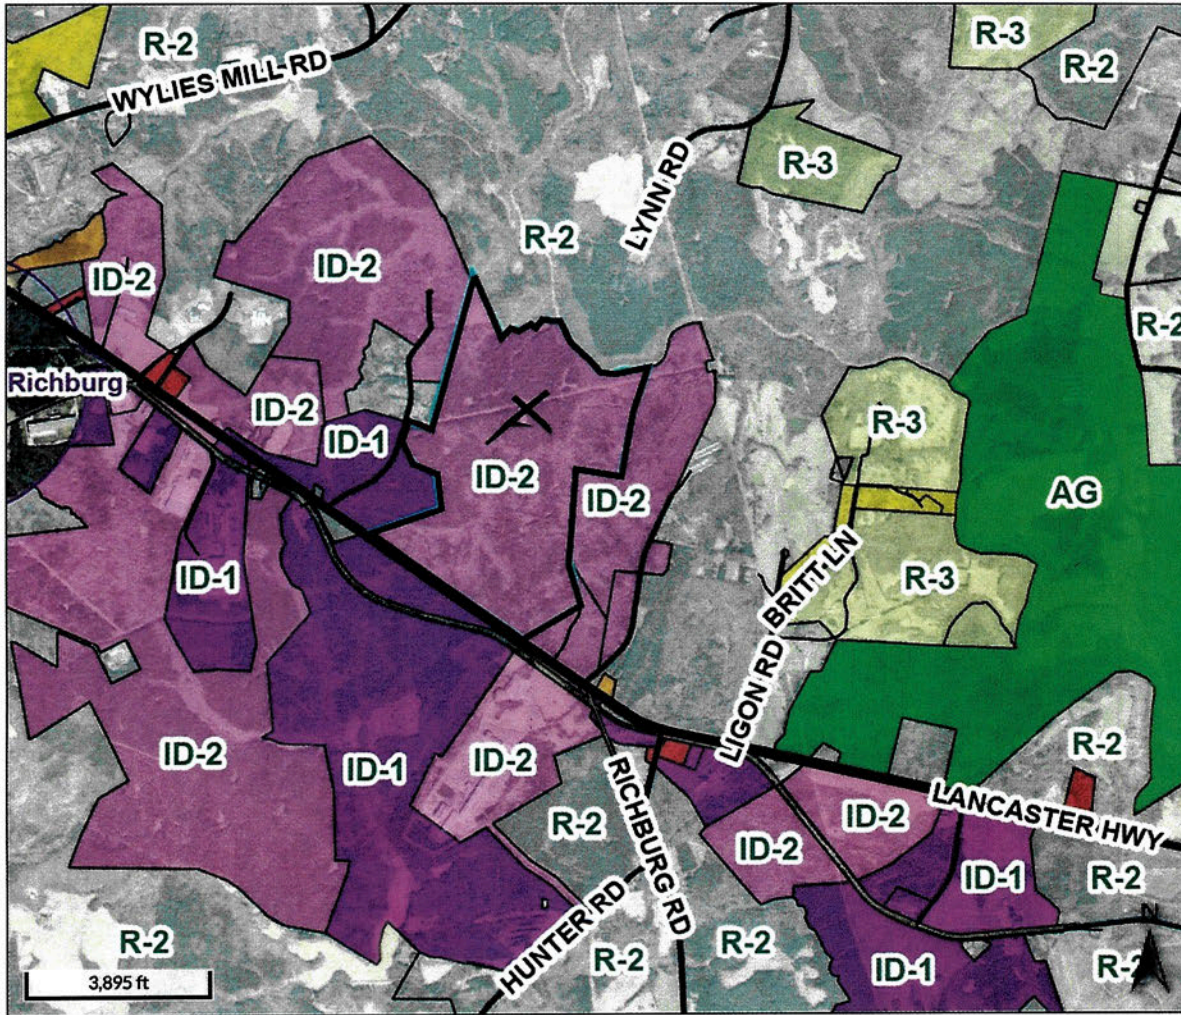 R-2
WYLIES MILL RD
R-3
R-2
R-3
LYNN RD
R-2
ID-2
ID-2
R-2
Richburg
ID-2
ID-1
R-3
ID-2
ID-2
AG
ID-1
R-3
LIGON RD BRITT LN
ID-2
ID-1
ID-2
R-2
ID-2
LANCASTER HWY
R-2
RICHBURG RD
ID-2
ID-1
R-2
R-2
HUNTER RD
R-2
R-2
ID-1
R-2
N
3,895 ft